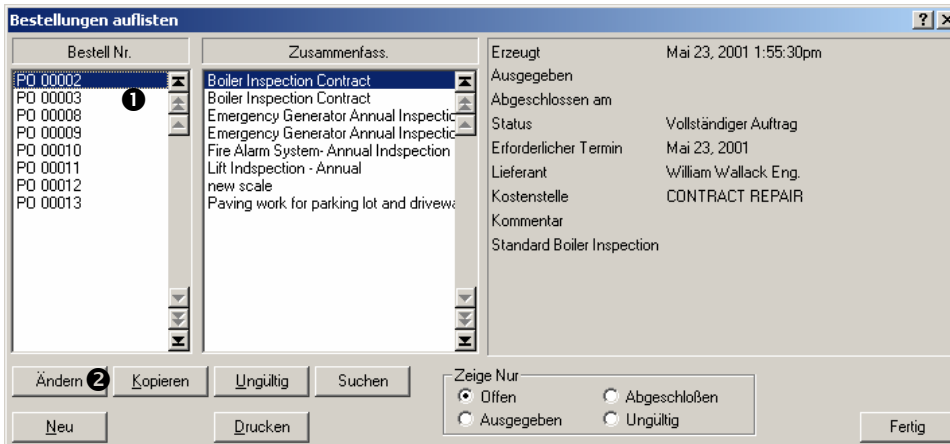 Bestellungen auflisten
Bestell Nr.
Zusammenfass.
PO 00002
PO 00003
PO 00008
PO 00009
PO 00010
PO 00011
PO 00012
PO 00013
❶
Boiler Inspection Contract
Boiler Inspection Contract
Emergency Generator Annual Inspectic
Emergency Generator Annual Inspectic
Fire Alarm System- Annual Indspection
Lift Indspection - Annual
new scale
Paving work for parking lot and drivewa
Erzeugt Mai 23, 2001 1:55:30pm
Ausgegeben
Abgeschlossen am
Status Vollständiger Auftrag
Erforderlicher Termin Mai 23, 2001
Lieferant William Wallack Eng.
Kostenstelle CONTRACT REPAIR
Kommentar
Standard Boiler Inspection
Ändern ❷ Kopieren Ungültig Suchen
Neu Drucken
Zeige Nur
Offen Abgeschloßen
Ausgegeben Ungültig
Fertig